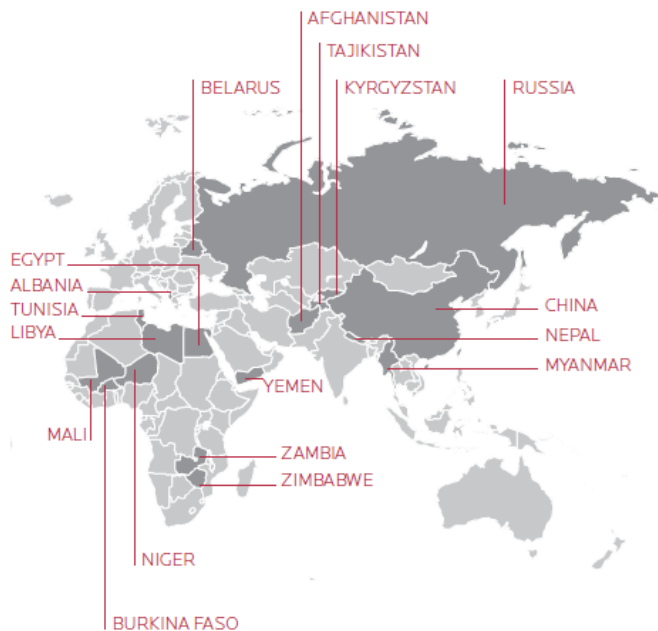 AFGHANISTAN
TAJIKISTAN
BELARUS
KYRGYZSTAN
RUSSIA
EGYPT
ALBANIA
TUNISIA
LIBYA
CHINA
NEPAL
MYANMAR
YEMEN
MALI
ZAMBIA
ZIMBABWE
NIGER
BURKINA FASO